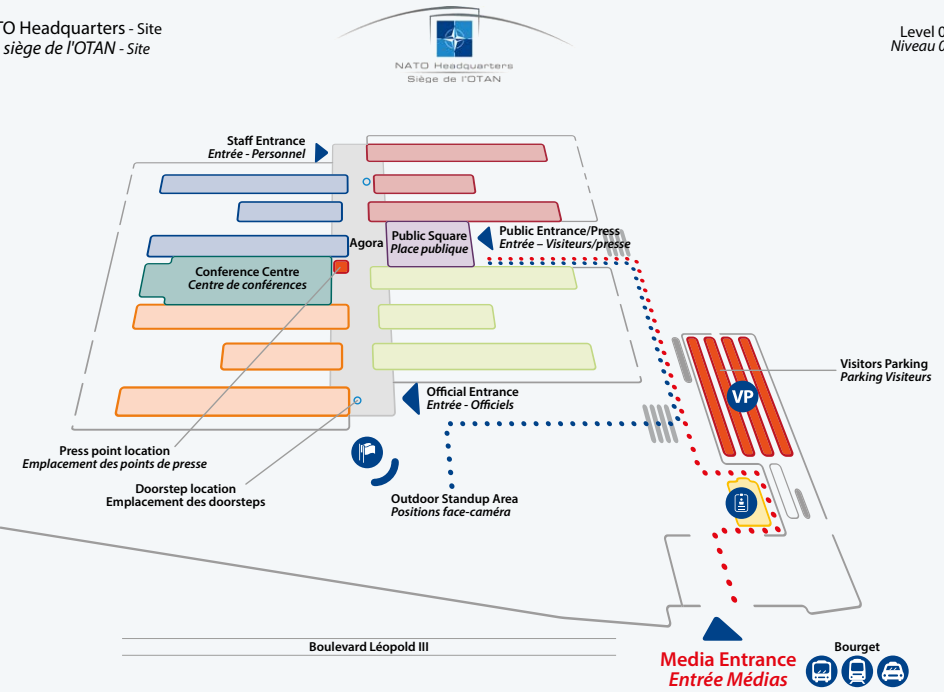 TO Headquarters - Site
siège de l'OTAN - Site
NATO Headquarters
Siège de l'OTAN
Level 0
Niveau 0
Staff Entrance
Entrée - Personnel
Agora
Public Square
Place publique
Public Entrance/Press
Entrée – Visiteurs/presse
Conference Centre
Centre de conférences
Visitors Parking
Parking Visiteurs
VP
Official Entrance
Entrée - Officiels
Press point location
Emplacement des points de presse
Doorstep location
Emplacement des doorsteps
Outdoor Standup Area
Positions face-caméra
Boulevard Léopold III
Media Entrance
Entrée Médias
Bourget